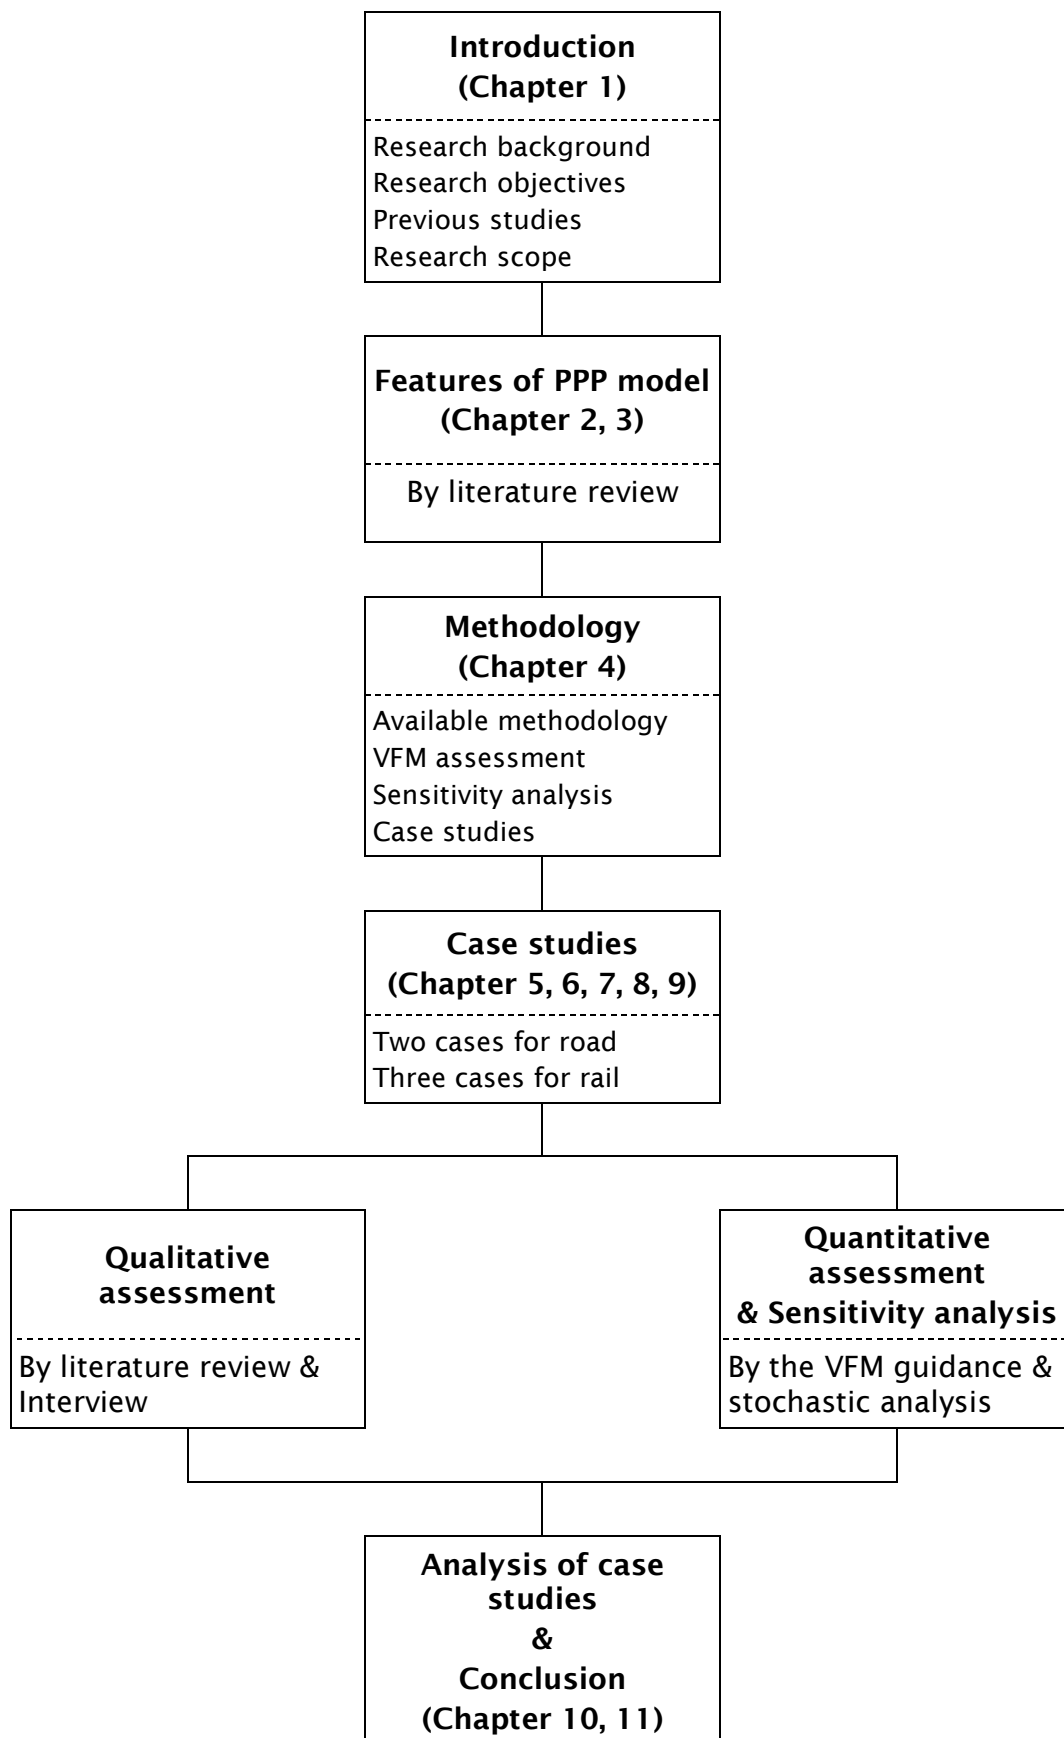 Introduction
(Chapter 1)
Research background
Research objectives
Previous studies
Research scope
Features of PPP model
(Chapter 2, 3)
By literature review
Methodology
(Chapter 4)
Available methodology
VFM assessment
Sensitivity analysis
Case studies
Case studies
(Chapter 5, 6, 7, 8, 9)
Two cases for road
Three cases for rail
Qualitative
assessment
By literature review &
Interview
Quantitative
assessment
& Sensitivity analysis
By the VFM guidance &
stochastic analysis
Analysis of case
studies
&
Conclusion
(Chapter 10, 11)